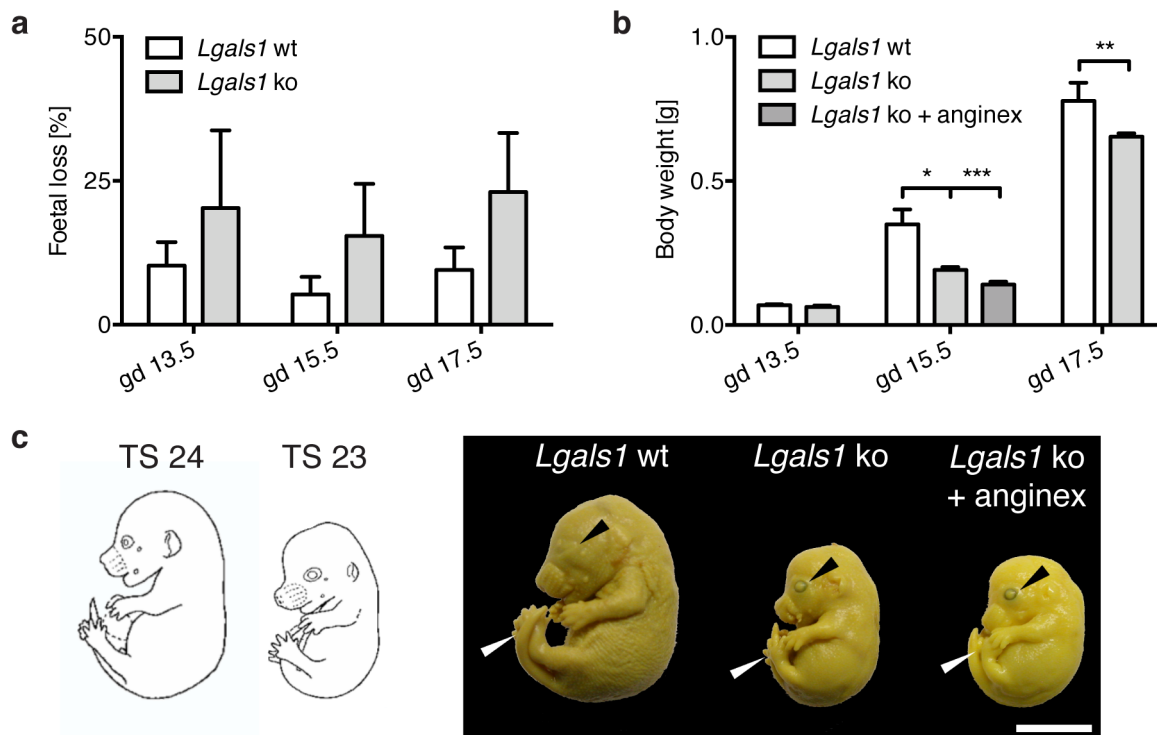 a
50
Lgals1 wt
Lgals1 ko
25
Foetal loss [%]
0
gd 13.5
gd 15.5
gd 17.5
b
1.0
Lgals1 wt
Lgals1 ko
Lgals1 ko + anginex
**
* ***
0.5
Body weight [g]
0.0
gd 13.5
gd 15.5
gd 17.5
c
TS 24
TS 23
Lgals1 wt
Lgals1 ko
Lgals1 ko
+ anginex